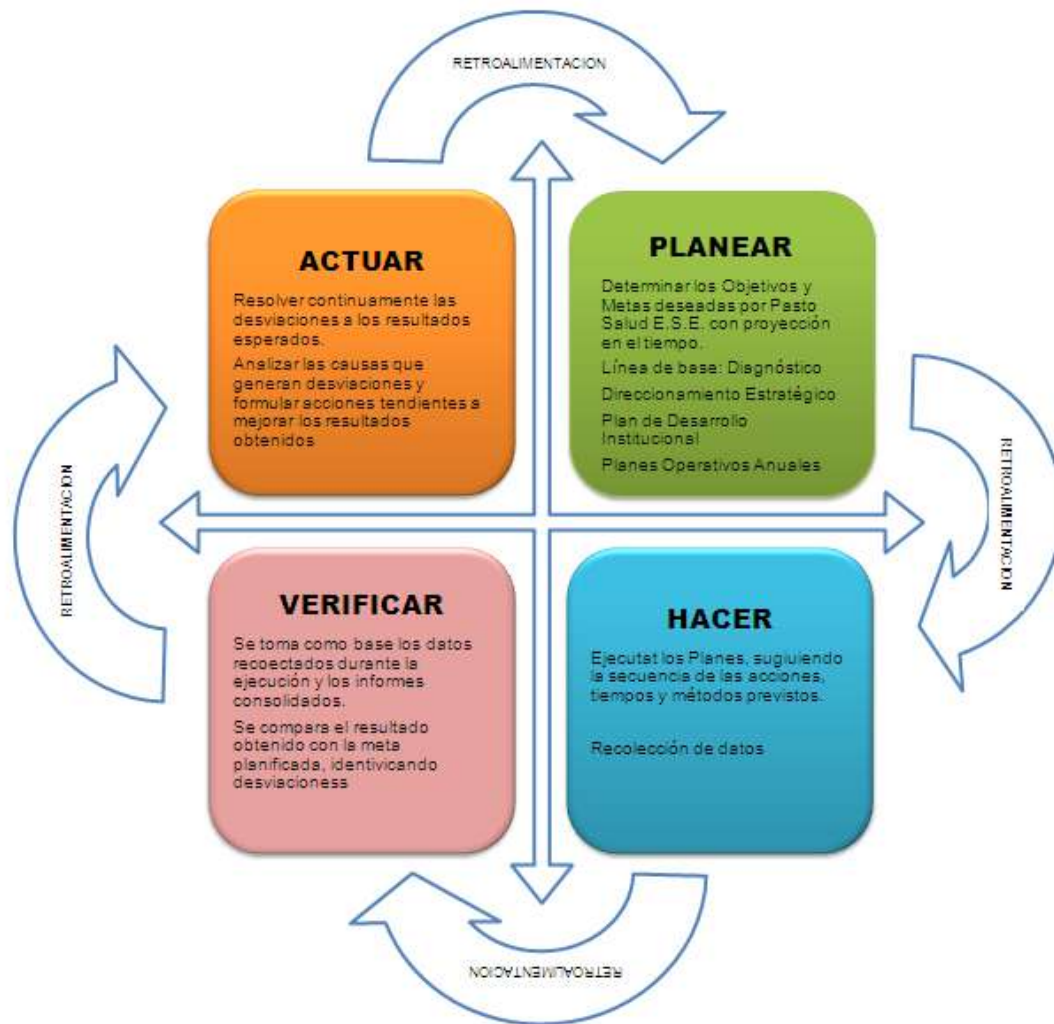 RETROALIMENTACION
ACTUAR
Resolver continuamente las
desviaciones a los resultados
esperados.
Analizar las causas que
generan desviaciones y
formular acciones tendientes a
mejorar los resultados
obtenidos
PLANEAR
Determinar los Objetivos y
Metas deseadas por Pasto
Salud E.S.E. con proyección
en el tiempo.
Línea de base: Diagnóstico
Direccionamiento Estratégico
Plan de Desarrollo
Institucional
Planes Operativos Anuales
RETROALIMENTACION
RETROALIMENTACION
VERIFICAR
Se toma como base los datos
recoectados durante la
ejecución y los informes
consolidados.
Se compara el resultado
obtenido con la meta
planificada, identivicando
desviacioness
HACER
Ejecutat los Planes, sugiuiendo
la secuencia de las acciones,
tiempos y métodos previstos.
Recolección de datos
RETROALIMENTACION